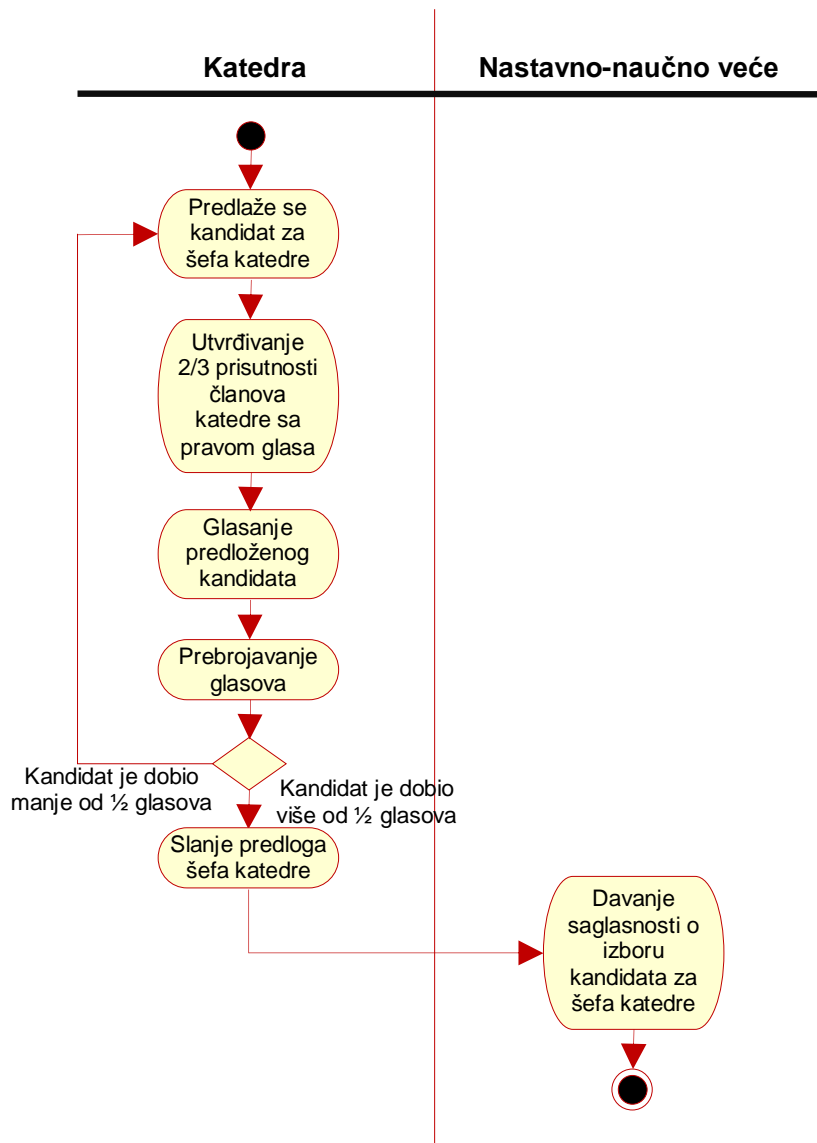 Katedra
Nastavno-naučno veće
Predlaže se
kandidat za
šefa katedre
Utvrđivanje
2/3 prisutnosti
članova
katedre sa
pravom glasa
Glasanje
predloženog
kandidata
Prebrojavanje
glasova
Kandidat je dobio
manje od ½ glasova
Kandidat je dobio
više od ½ glasova
Slanje predloga
šefa katedre
Davanje
saglasnosti o
izboru
kandidata za
šefa katedre